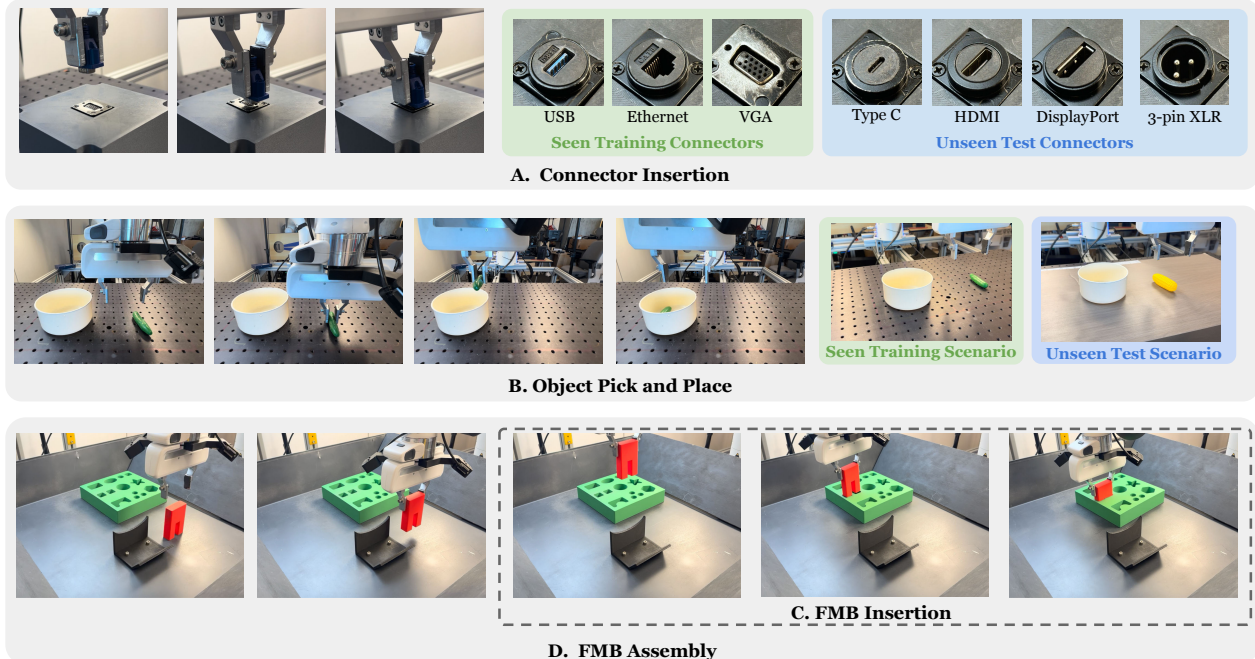 USB
Ethernet
VGA
Seen Training Connectors
Type C
HDMI
DisplayPort
3-pin XLR
Unseen Test Connectors
A. Connector Insertion
Seen Training Scenario
Unseen Test Scenario
B. Object Pick and Place
C. FMB Insertion
D. FMB Assembly